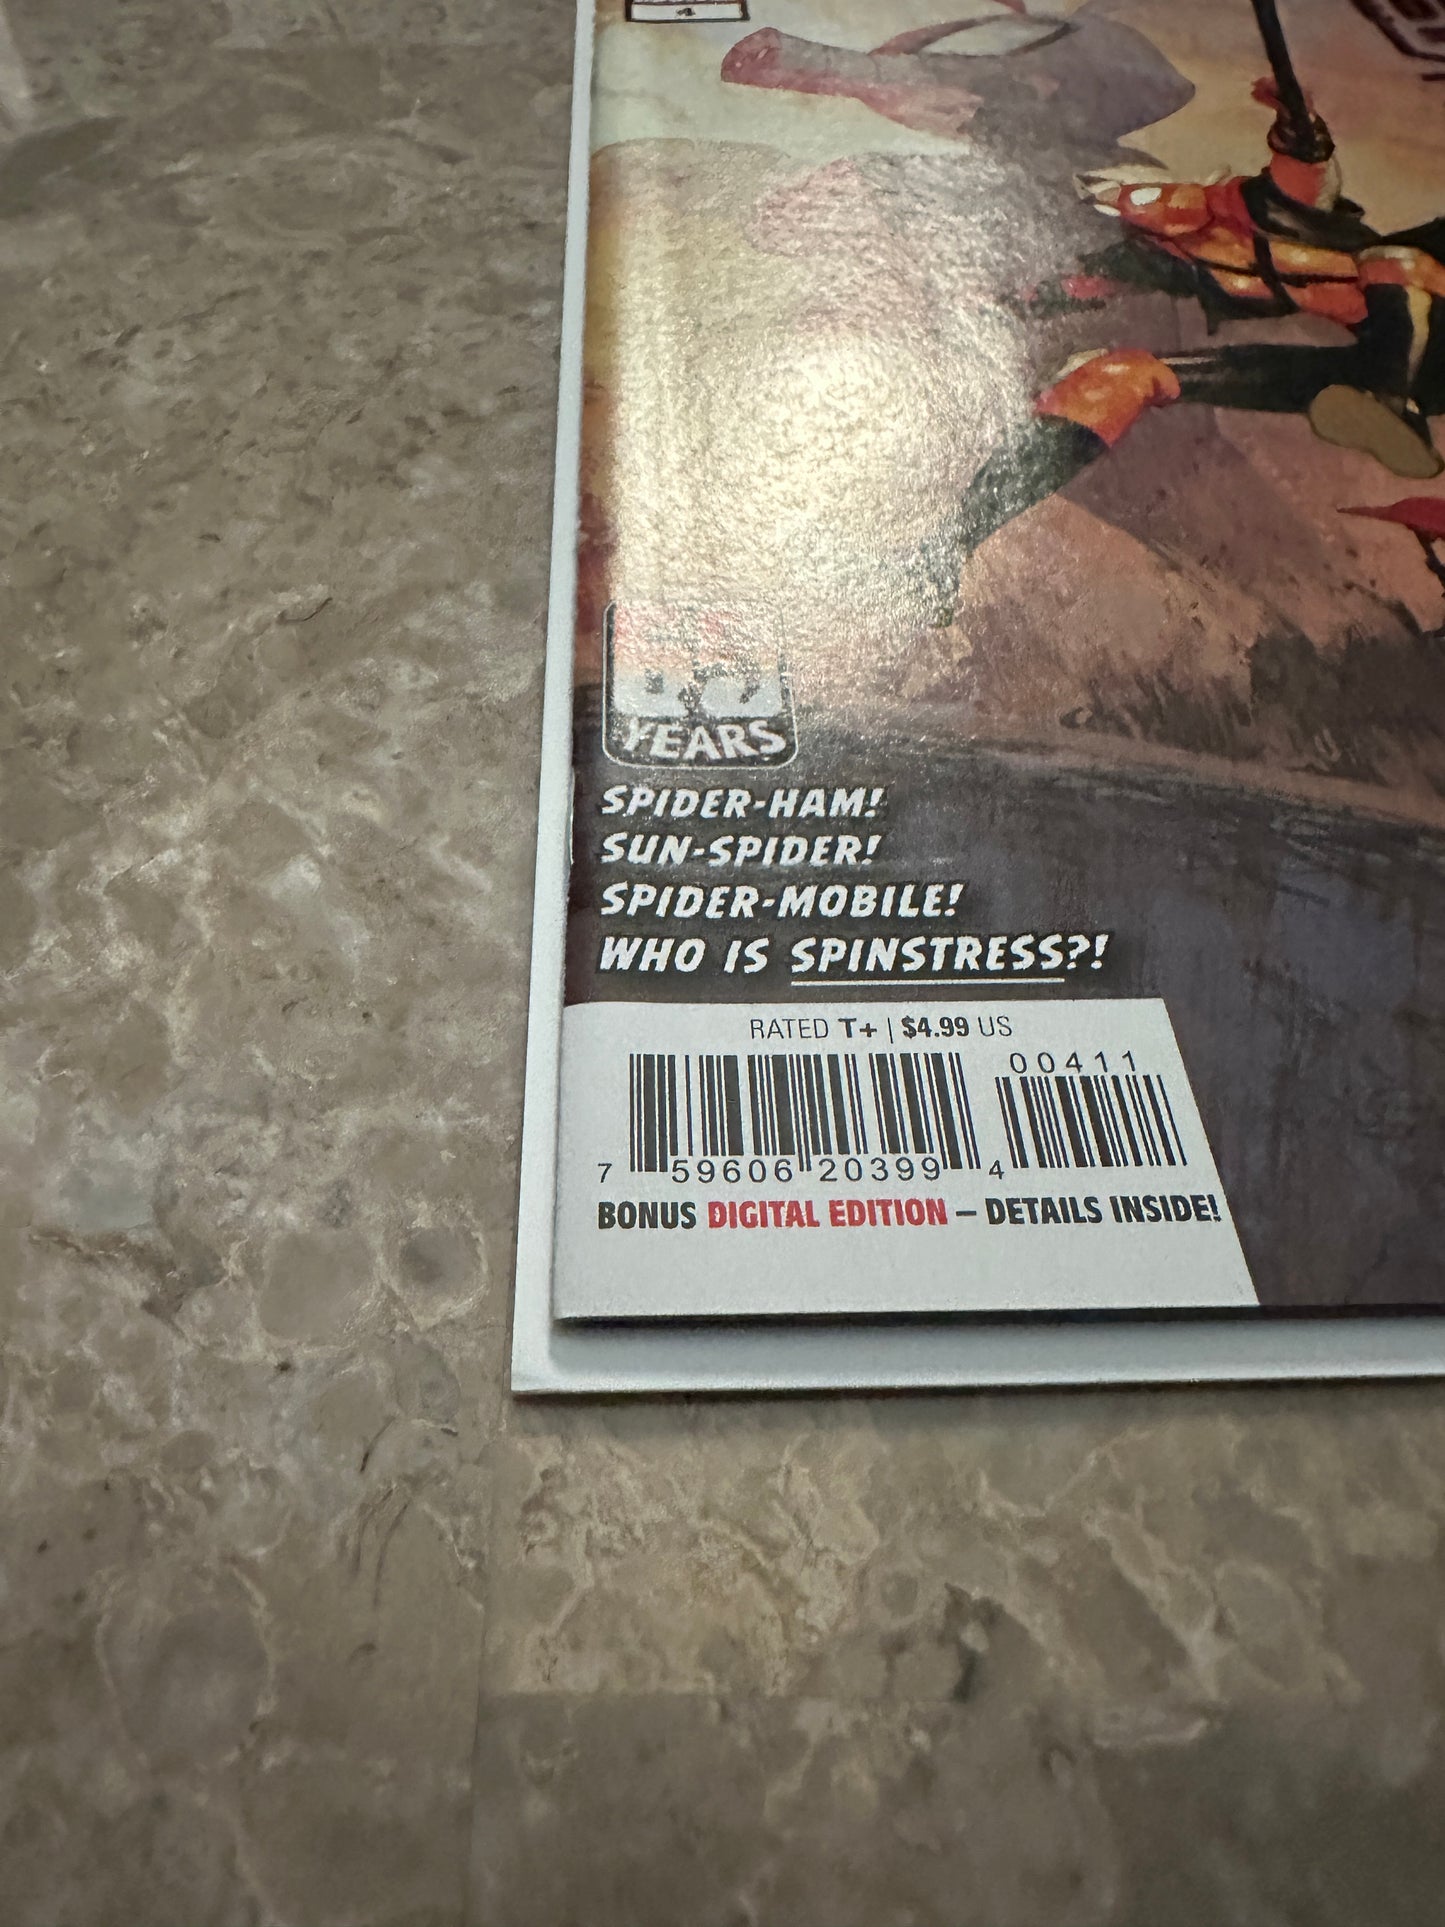 4
YEARS
SPIDER-HAM!
SUN-SPIDER!
SPIDER-MOBILE!
WHO IS SPINSTRESS?!
RATED T+ | $4.99 US
00411
7 59606 20399 4
BONUS DIGITAL EDITION – DETAILS INSIDE!